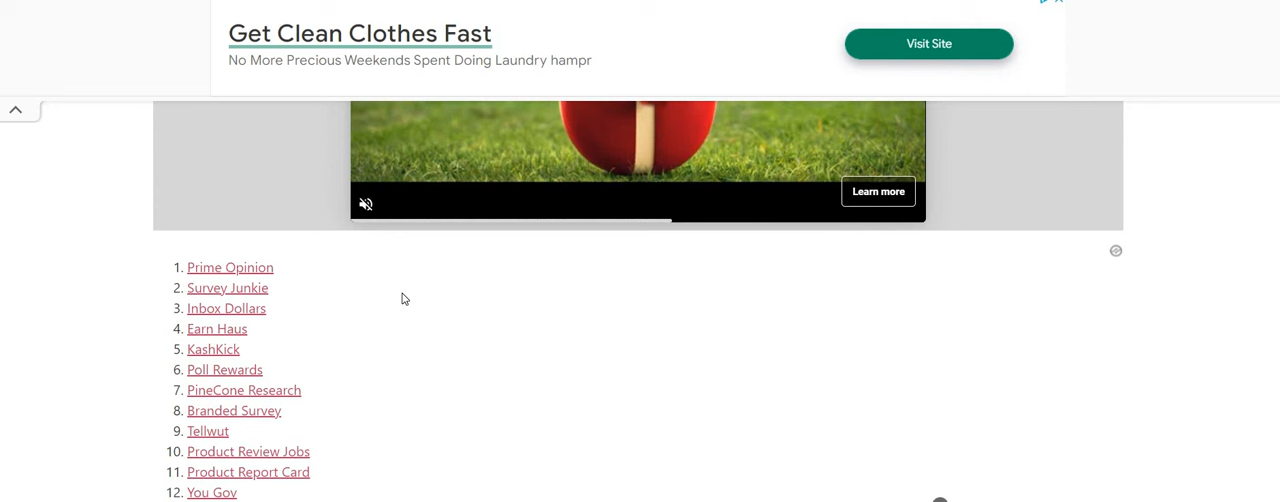 Get Clean Clothes Fast
No More Precious Weekends Spent Doing Laundry hampr
Visit Site
Learn more
1. Prime Opinion
2. Survey Junkie
3. Inbox Dollars
4. Earn Haus
5. KashKick
6. Poll Rewards
7. PineCone Research
8. Branded Survey
9. Tellwut
10. Product Review Jobs
11. Product Report Card
12. You Gov